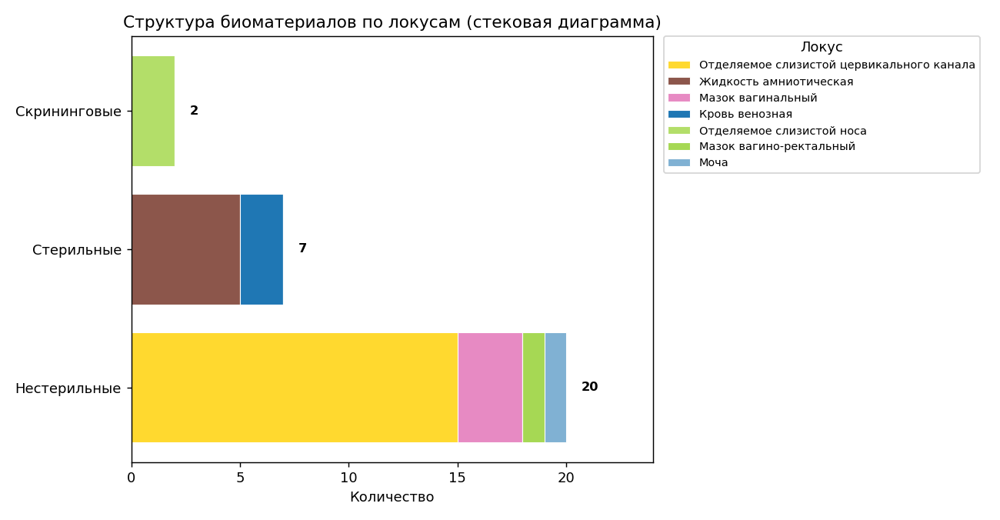 Структура биоматериалов по локусам (стековая диаграмма)
Скрининговые
2
Стерильные
7
Нестерильные
20
0 5 10 15 20
Количество
Локус
Отделяемое слизистой цервикального канала
Жидкость амниотическая
Мазок вагинальный
Кровь венозная
Отделяемое слизистой носа
Мазок вагино-ректальный
Моча